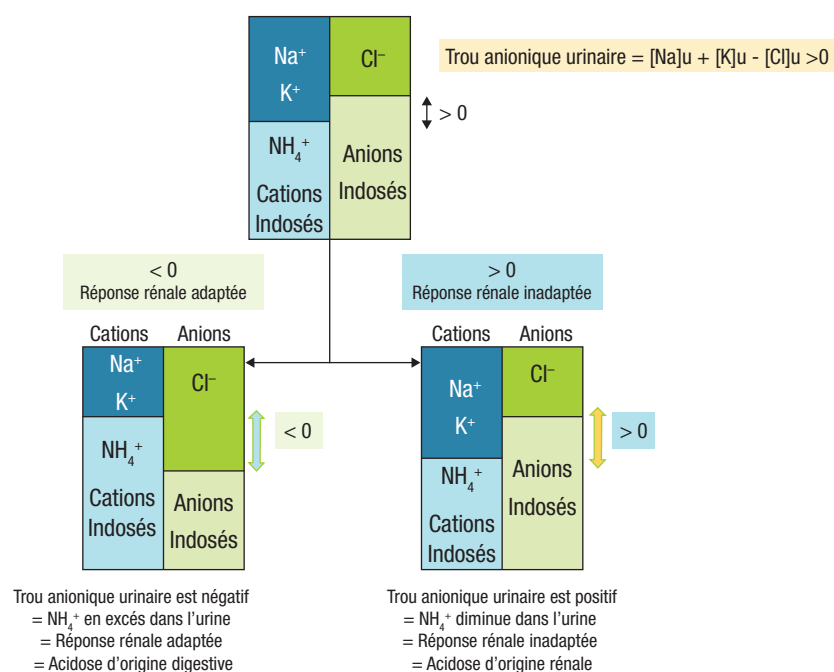 Na⁺
K⁺
Cl⁻
Trou anionique urinaire = [Na]u + [K]u - [Cl]u >0
> 0
NH₄⁺
Cations
Indosés
Anions
Indosés
< 0
Réponse rénale adaptée
> 0
Réponse rénale inadaptée
Cations Anions
Na⁺
K⁺
Cl⁻
< 0
NH₄⁺
Cations
Indosés
Anions
Indosés
Cations Anions
Na⁺
K⁺
Cl⁻
> 0
NH₄⁺
Cations
Indosés
Anions
Indosés
Trou anionique urinaire est négatif
= NH₄⁺ en excés dans l'urine
= Réponse rénale adaptée
= Acidose d'origine digestive
Trou anionique urinaire est positif
= NH₄⁺ diminue dans l'urine
= Réponse rénale inadaptée
= Acidose d'origine rénale